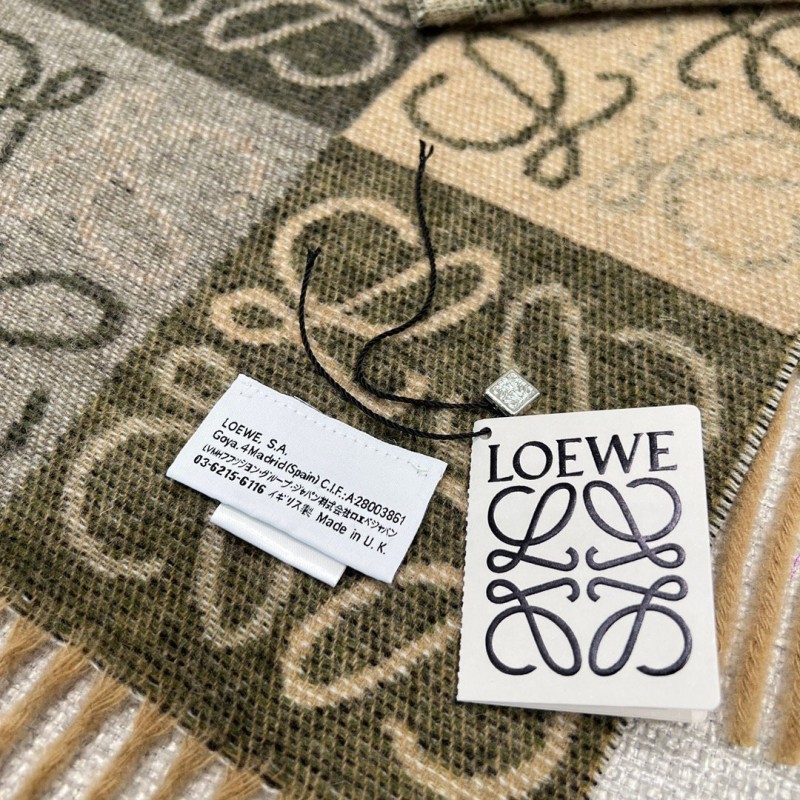 LOEWE, S.A.
Goya. 4 Madrid (Spain) C.I.F.: A-28003861
LVMHファッション・グループ・ジャパン株式会社ロエベジャパン
03-6215-6116 イギリス製 Made in U. K.
LOEWE